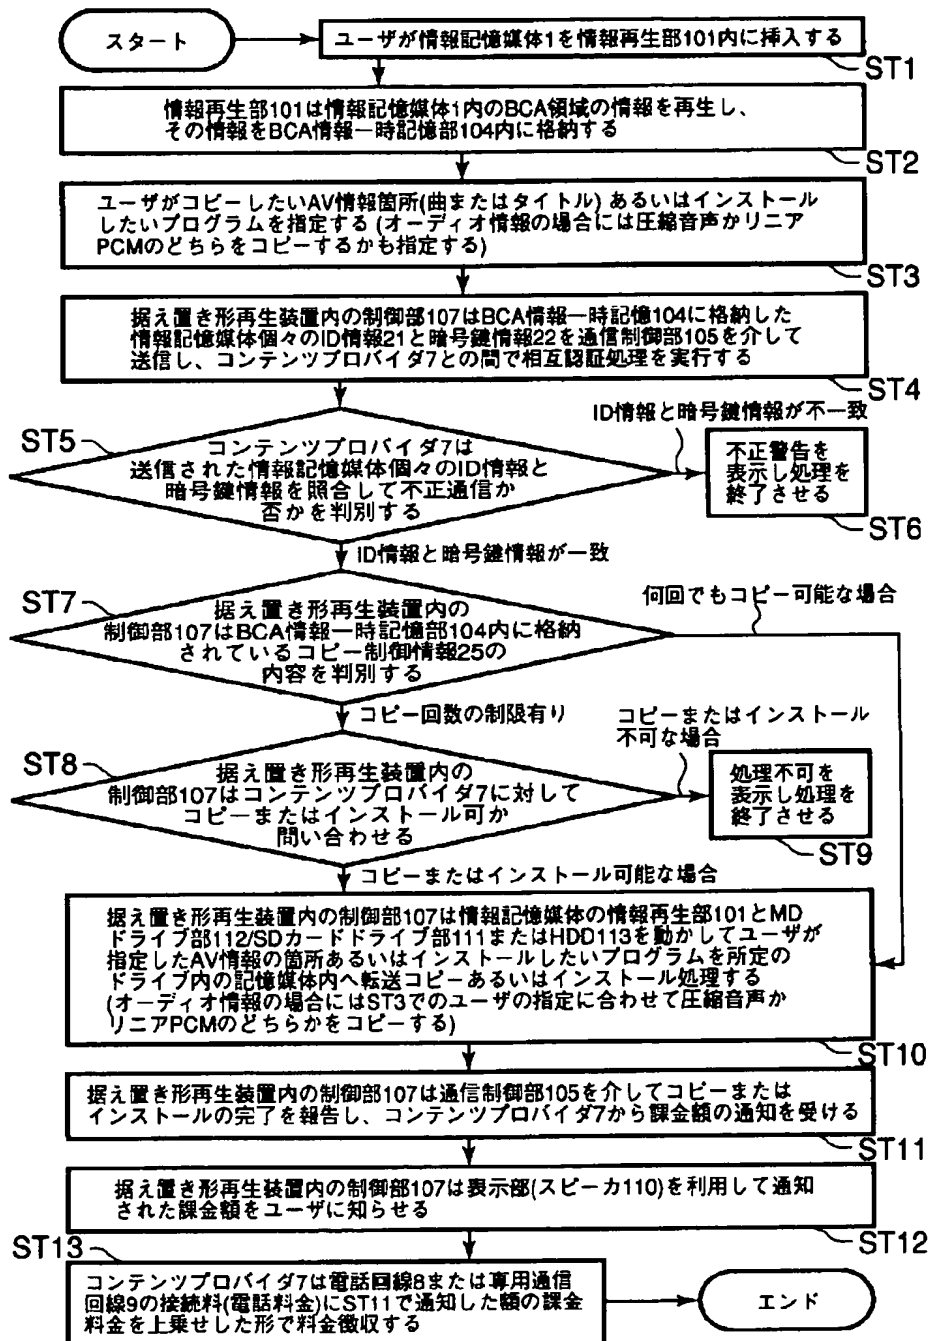 スタート
ユーザが情報記憶媒体1を情報再生部101内に挿入する
ST1
情報再生部101は情報記憶媒体1内のBCA領域の情報を再生し、
その情報をBCA情報一時記憶部104内に格納する
ST2
ユーザがコピーしたいAV情報箇所(曲またはタイトル) あるいはインストール
したいプログラムを指定する (オーディオ情報の場合には圧縮音声かリニア
PCMのどちらをコピーするかも指定する)
ST3
据え置き形再生装置内の制御部107はBCA情報一時記憶104に格納した
情報記憶媒体個々のID情報21と暗号鍵情報22を通信制御部105を介して
送信し、コンテンツプロバイダ7との間で相互認証処理を実行する
ST4
ST5
コンテンツプロバイダ7は
送信された情報記憶媒体個々のID情報と
暗号鍵情報を照合して不正通信か
否かを判別する
ID情報と暗号鍵情報が不一致
不正警告を
表示し処理を
終了させる
ST6
ID情報と暗号鍵情報が一致
ST7
据え置き形再生装置内の
制御部107はBCA情報一時記憶部104内に格納
されているコピー制御情報25の
内容を判別する
何回でもコピー可能な場合
コピー回数の制限有り
ST8
据え置き形再生装置内の
制御部107はコンテンツプロバイダ7に対して
コピーまたはインストール可か
問い合わせる
コピーまたはインストール
不可な場合
処理不可を
表示し処理を
終了させる
ST9
コピーまたはインストール可能な場合
据え置き形再生装置内の制御部107は情報記憶媒体の情報再生部101とMD
ドライブ部112/SDカードドライブ部111またはHDD113を動かしてユーザが
指定したAV情報の箇所あるいはインストールしたいプログラムを所定の
ドライブ内の記憶媒体内へ転送コピーあるいはインストール処理する
(オーディオ情報の場合にはST3でのユーザの指定に合わせて圧縮音声か
リニアPCMのどちらかをコピーする)
ST10
据え置き形再生装置内の制御部107は通信制御部105を介してコピーまたは
インストールの完了を報告し、コンテンツプロバイダ7から課金額の通知を受ける
ST11
据え置き形再生装置内の制御部107は表示部(スピーカ110)を利用して通知
された課金額をユーザに知らせる
ST12
ST13
コンテンツプロバイダ7は電話回線8または専用通信
回線9の接続料(電話料金)にST11で通知した額の課金
料金を上乗せした形で料金徴収する
エンド